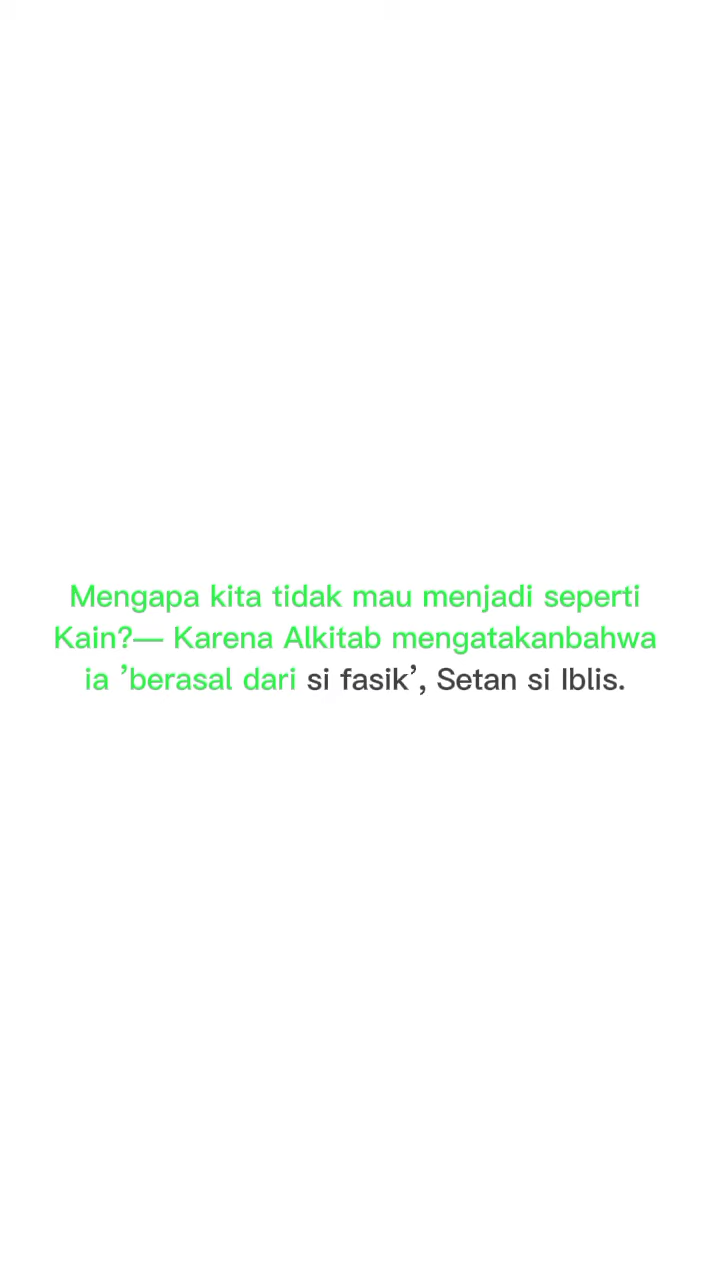 Mengapa kita tidak mau menjadi seperti
Kain?— Karena Alkitab mengatakanbahwa
ia ’berasal dari si fasik’, Setan si Iblis.